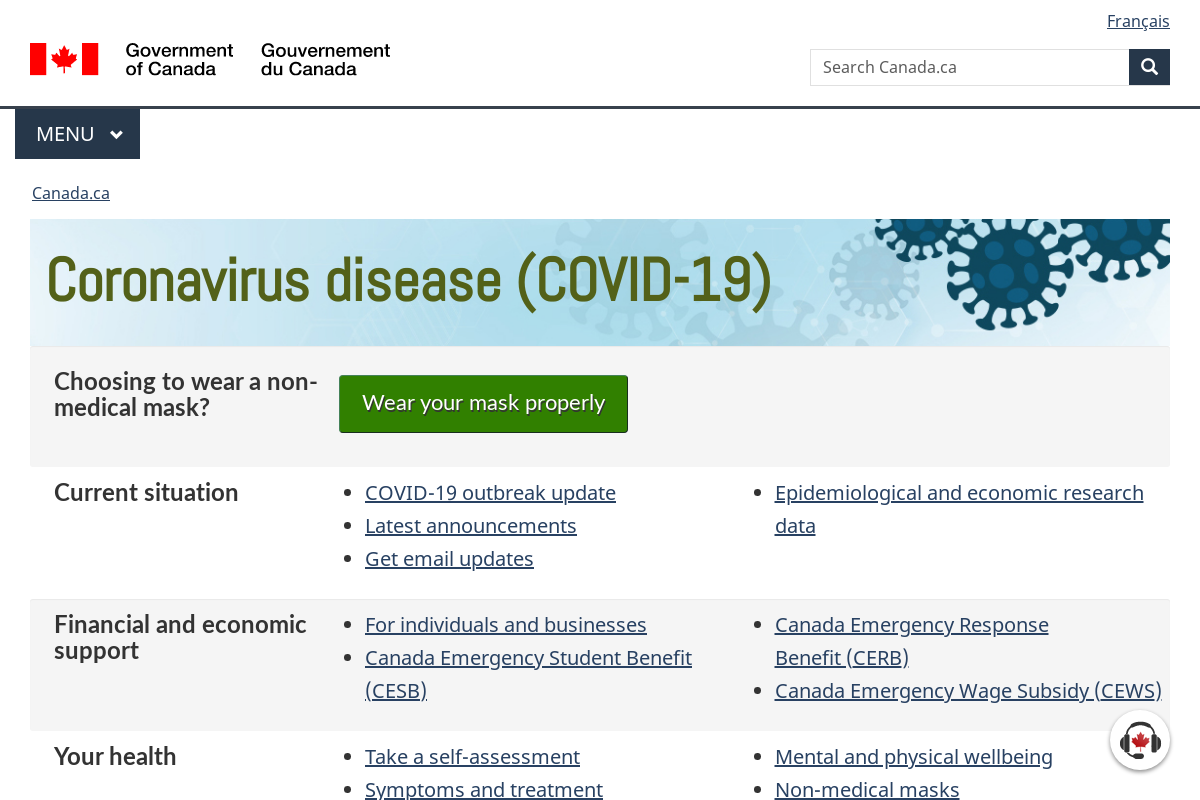 Français
Government of Canada
Gouvernement du Canada
Search Canada.ca
MENU
Canada.ca
Coronavirus disease (COVID-19)
Choosing to wear a non-
medical mask?
Wear your mask properly
Current situation
COVID-19 outbreak update
Latest announcements
Get email updates
Epidemiological and economic research
data
Financial and economic
support
For individuals and businesses
Canada Emergency Student Benefit
(CESB)
Canada Emergency Response
Benefit (CERB)
Canada Emergency Wage Subsidy (CEWS)
Your health
Take a self-assessment
Symptoms and treatment
Mental and physical wellbeing
Non-medical masks